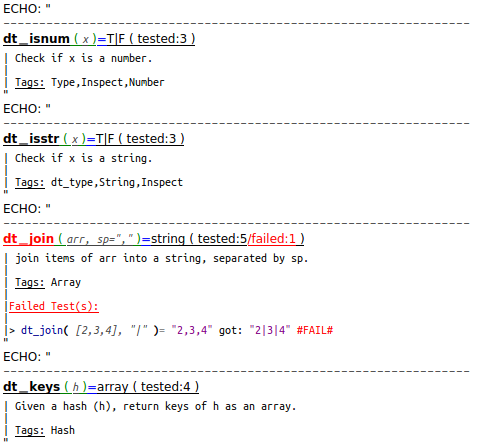 ECHO: "
------------------------------------------------------------------------
dt_isnum ( x )=T|F ( tested:3 )
| Check if x is a number.
|
| Tags: Type,Inspect,Number
"
ECHO: "
------------------------------------------------------------------------
dt_isstr ( x )=T|F ( tested:3 )
| Check if x is a string.
|
| Tags: dt_type,String,Inspect
"
ECHO: "
------------------------------------------------------------------------
dt_join ( arr, sp="," )=string ( tested:5/failed:1 )
| join items of arr into a string, separated by sp.
|
| Tags: Array
|
|Failed Test(s):
|
|> dt_join( [2,3,4], "|" )= "2,3,4" got: "2|3|4" #FAIL#
"
ECHO: "
------------------------------------------------------------------------
dt_keys ( h )=array ( tested:4 )
| Given a hash (h), return keys of h as an array.
|
| Tags: Hash
"